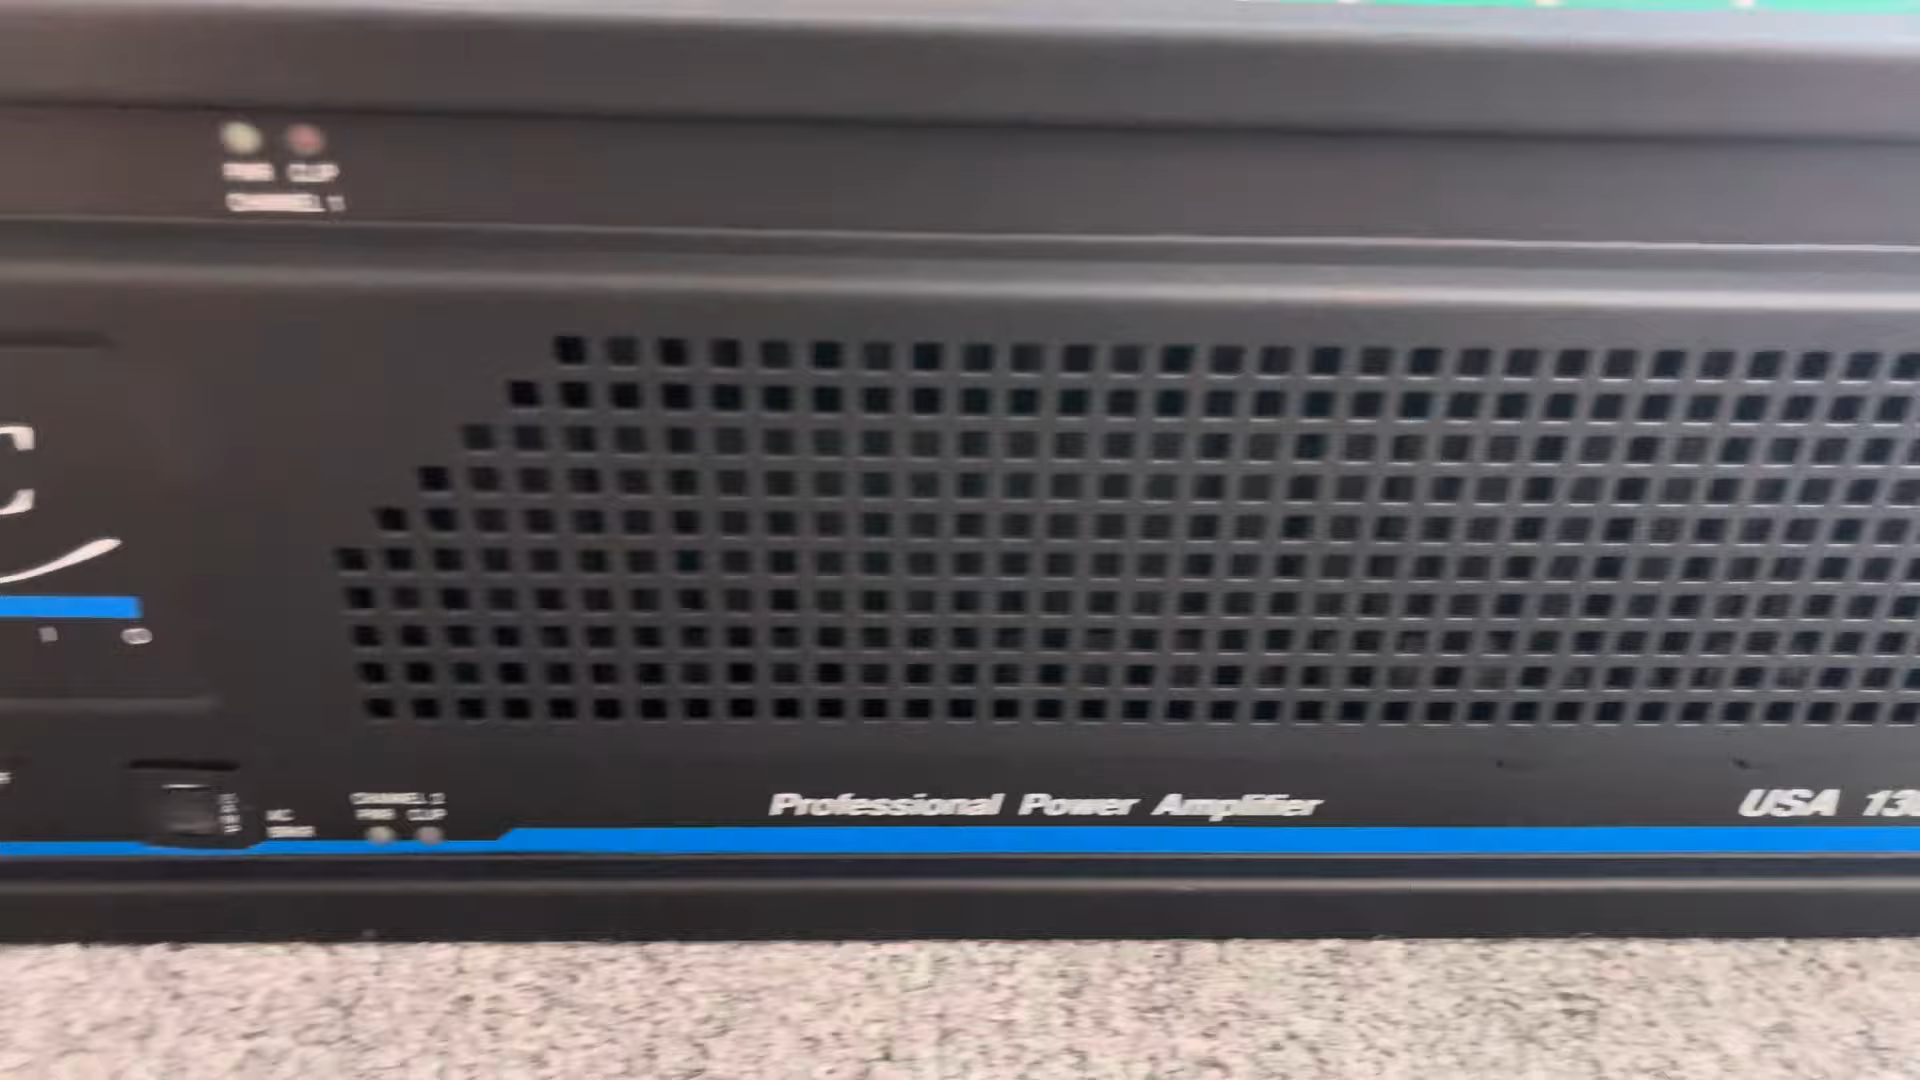 PWR CLIP
CHANNEL 1
C
CHANNEL 2
PWR CLIP
Professional Power Amplifier
USA 13